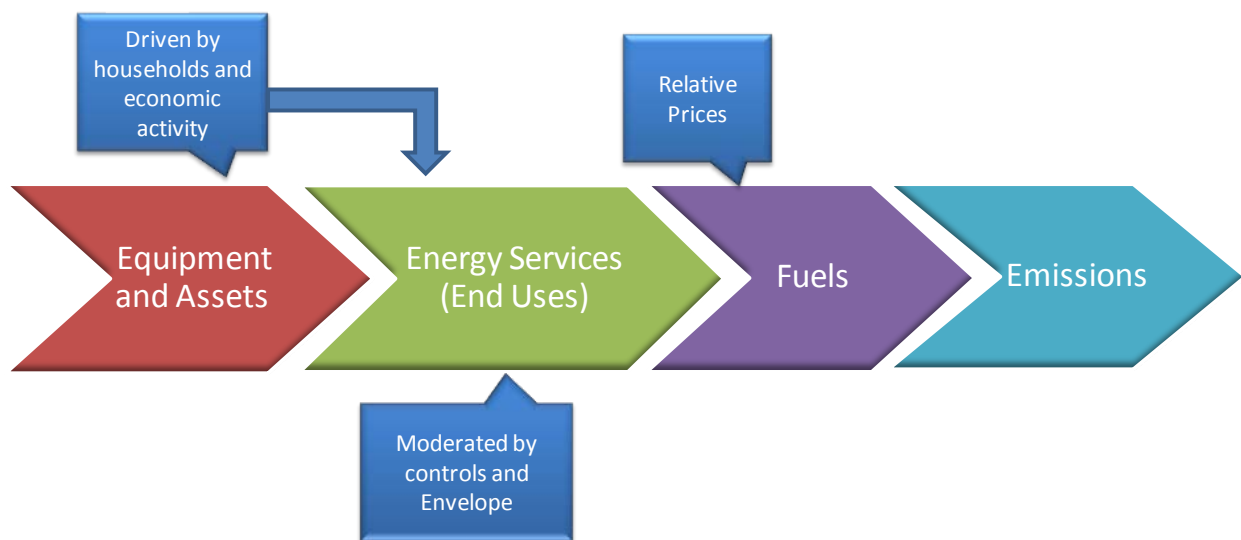 Driven by
households and
economic
activity
Relative
Prices
Equipment
and Assets
Energy Services
(End Uses)
Fuels
Emissions
Moderated by
controls and
Envelope